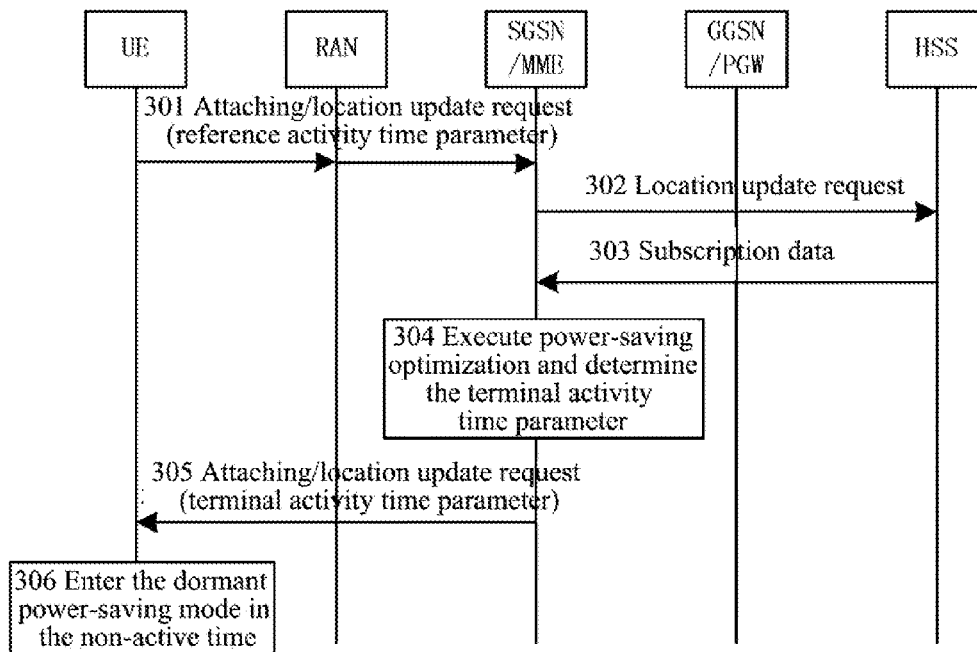 UE
RAN
SGSN
/MME
GGSN
/PGW
HSS
301 Attaching/location update request
(reference activity time parameter)
302 Location update request
303 Subscription data
304 Execute power-saving
optimization and determine
the terminal activity
time parameter
305 Attaching/location update request
(terminal activity time parameter)
306 Enter the dormant
power-saving mode in
the non-active time